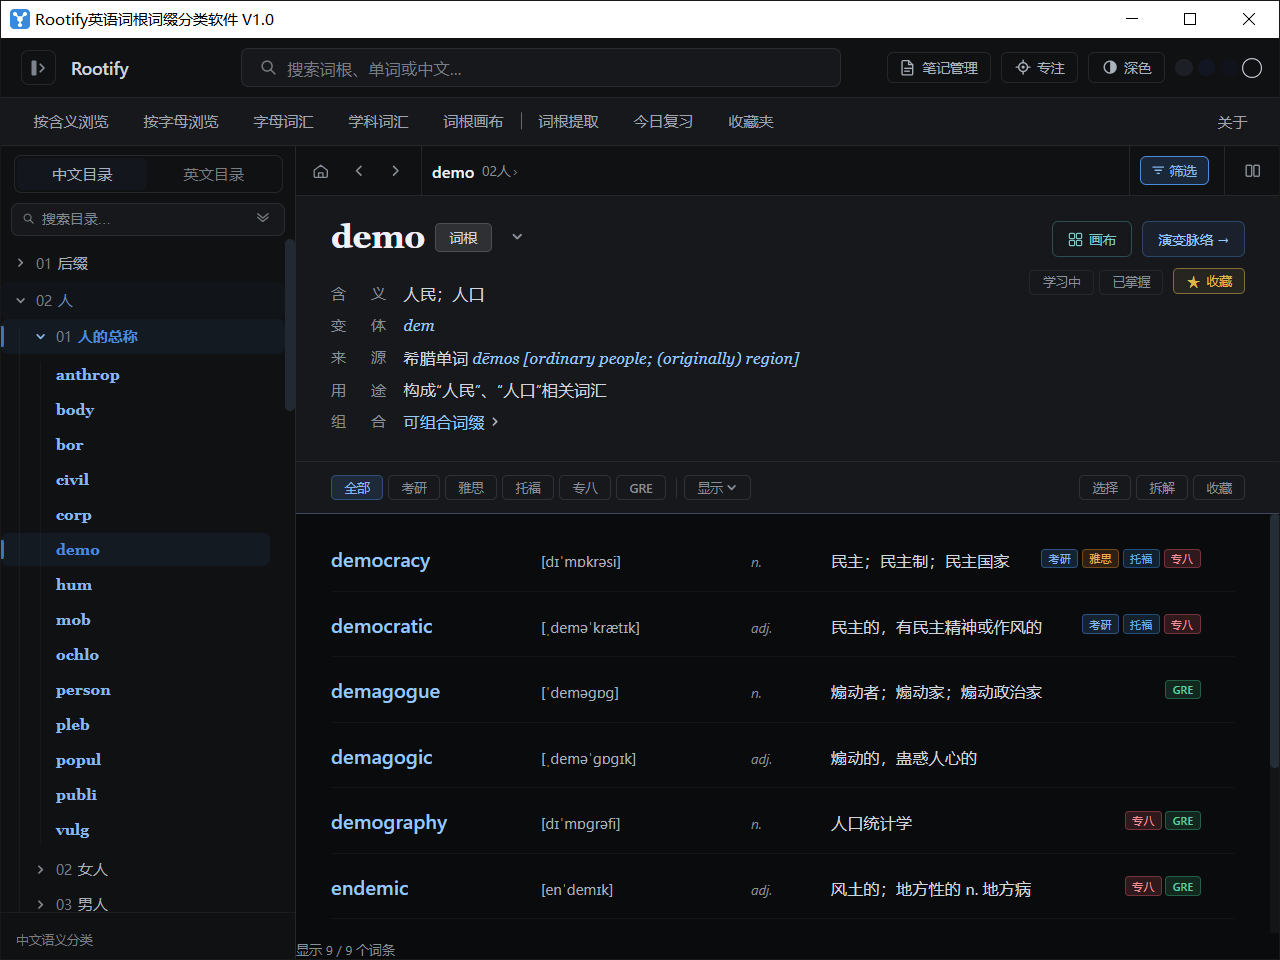 Rootify英语词根词缀分类软件 V1.0
Rootify
搜索词根、单词或中文...
笔记管理
专注
深色
按含义浏览
按字母浏览
字母词汇
学科词汇
词根画布
词根提取
今日复习
收藏夹
关于
中文目录
英文目录
搜索目录...
01 后缀
02 人
01 人的总称
anthrop
body
bor
civil
corp
demo
hum
mob
ochlo
person
pleb
popul
publi
vulg
02 女人
03 男人
中文语义分类
demo 02人›
筛选
demo 词根
画布
演变脉络 →
学习中
已掌握
★ 收藏
含 义 人民；人口
变 体 dem
来 源 希腊单词 dēmos [ordinary people; (originally) region]
用 途 构成“人民”、“人口”相关词汇
组 合 可组合词缀
全部 考研 雅思 托福 专八 GRE 显示
选择 拆解 收藏
democracy [dɪˈmɒkrəsi] n. 民主；民主制；民主国家 考研 雅思 托福 专八
democratic [ˌdeməˈkrætɪk] adj. 民主的，有民主精神或作风的 考研 托福 专八
demagogue [ˈdeməɡɒɡ] n. 煽动者；煽动家；煽动政治家 GRE
demagogic [ˌdeməˈɡɒɡɪk] adj. 煽动的，蛊惑人心的
demography [dɪˈmɒɡrəfi] n. 人口统计学 专八 GRE
endemic [enˈdemɪk] adj. 风土的；地方性的 n. 地方病 专八 GRE
显示 9 / 9 个词条